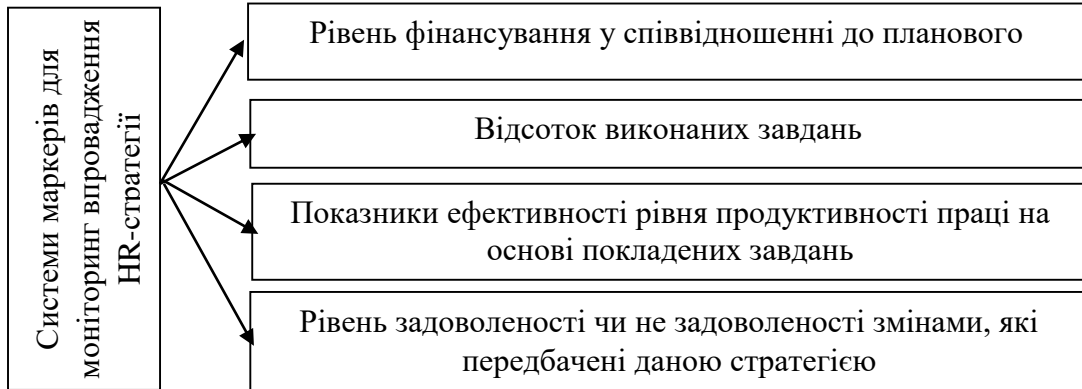 Системи маркерів для
моніторинг впровадження
HR-стратегії
Рівень фінансування у співвідношенні до планового
Відсоток виконаних завдань
Показники ефективності рівня продуктивності праці на
основі покладених завдань
Рівень задоволеності чи не задоволеності змінами, які
передбачені даною стратегією